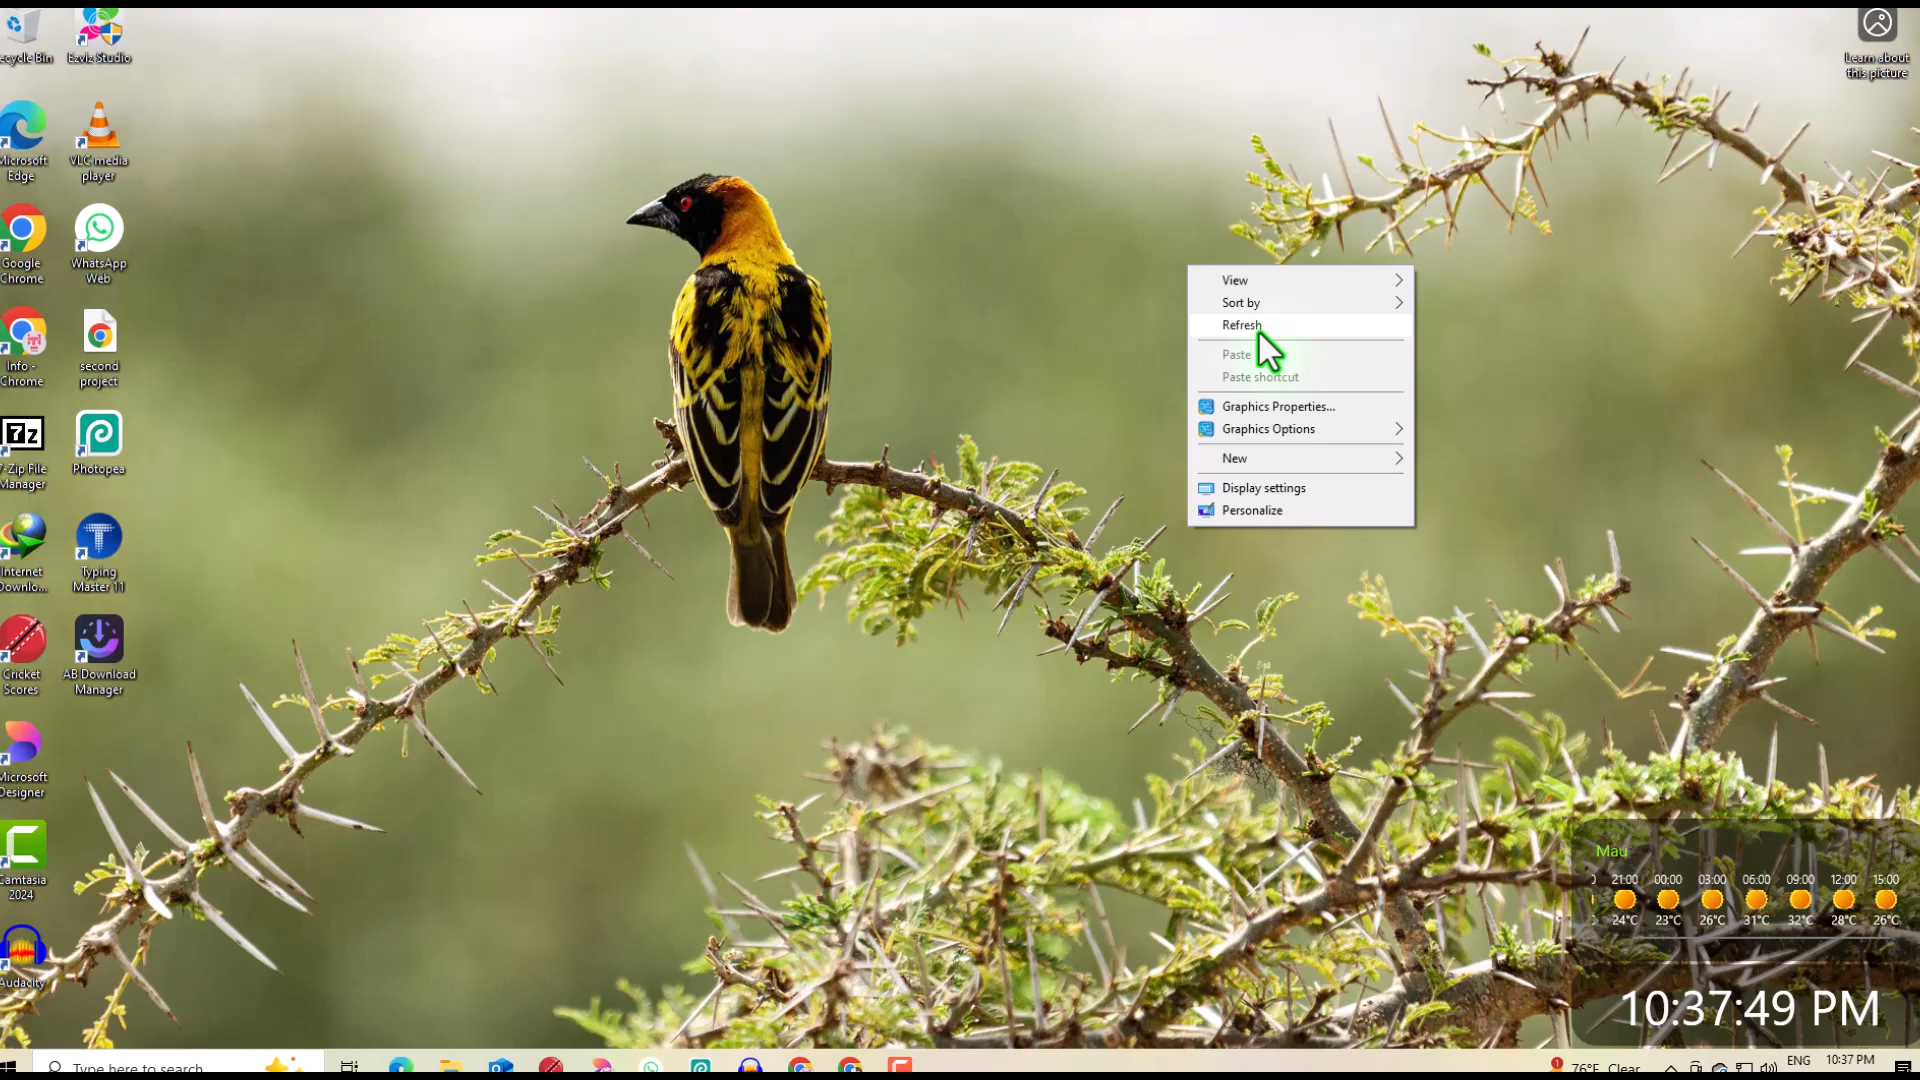 ecycle Bin
Ezviz Studio
Microsoft
Edge
VLC media
player
Google
Chrome
WhatsApp
Web
Info -
Chrome
second
project
7z
7-Zip File
Manager
Photopea
Internet
Downlo...
Typing
Master 11
Cricket
Scores
AB Download
Manager
Microsoft
Designer
Camtasia
2024
Audacity
Learn about
this picture
View
Sort by
Refresh
Paste
Paste shortcut
Graphics Properties...
Graphics Options
New
Display settings
Personalize
Mau
21:00 00:00 03:00 06:00 09:00 12:00 15:00
24°C 23°C 26°C 31°C 32°C 28°C 26°C
10:37:49 PM
Type here to search
1
76°F Clear
ENG
10:37 PM